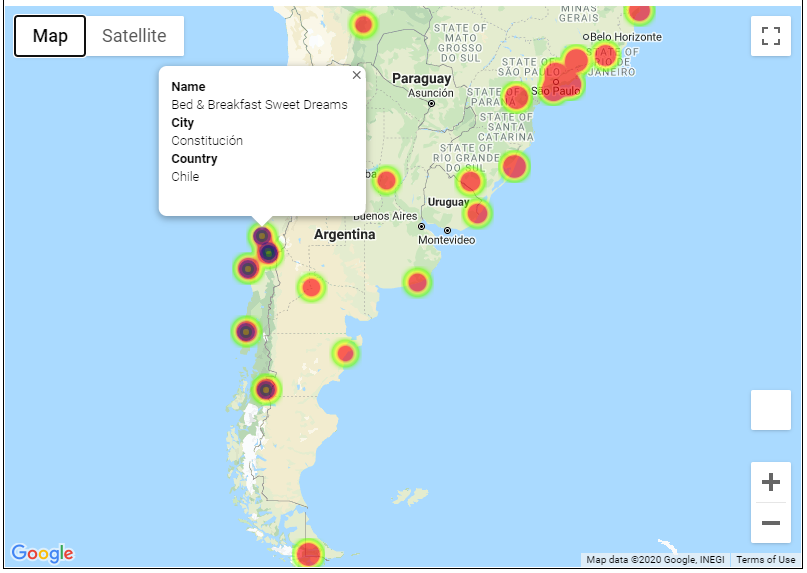 Map
Satellite
MINAS
GERAIS
Belo Horizonte
STATE OF
MATO
GROSSO
DO SUL
STATE OF
RIO DE
JANEIRO
STATE OF
SÃO PAULO
São Paulo
Paraguay
Asunción
STATE OF
PARANÁ
STATE OF
SANTA
CATARINA
STATE OF
RIO GRANDE
DO SUL
×
Name
Bed & Breakfast Sweet Dreams
City
Constitución
Country
Chile
ba
Uruguay
Buenos Aires
Montevideo
Argentina
Google
Map data ©2020 Google, INEGI
Terms of Use